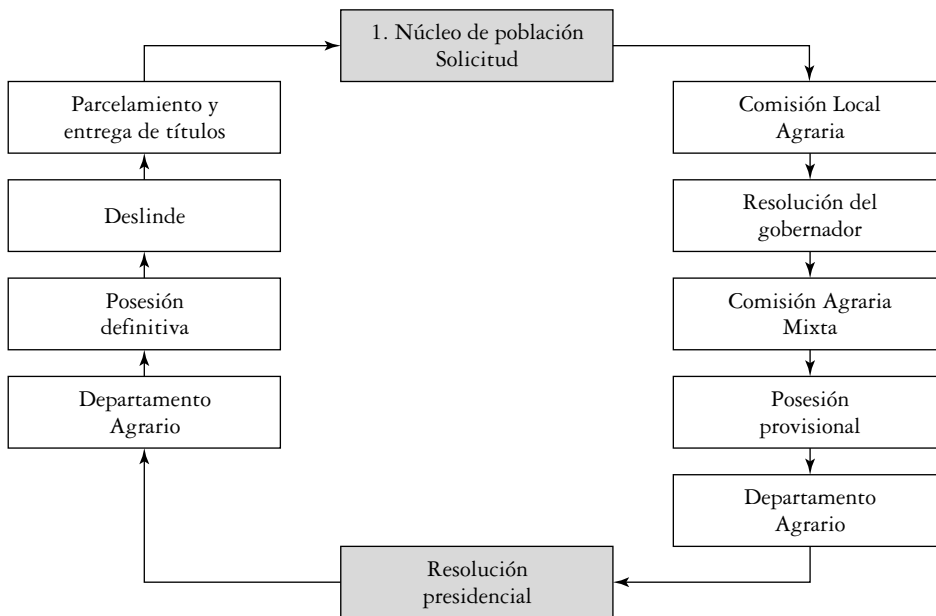 1. Núcleo de población
Solicitud
Comisión Local
Agraria
Resolución del
gobernador
Comisión Agraria
Mixta
Posesión
provisional
Departamento
Agrario
Resolución
presidencial
Departamento
Agrario
Posesión
definitiva
Deslinde
Parcelamiento y
entrega de títulos